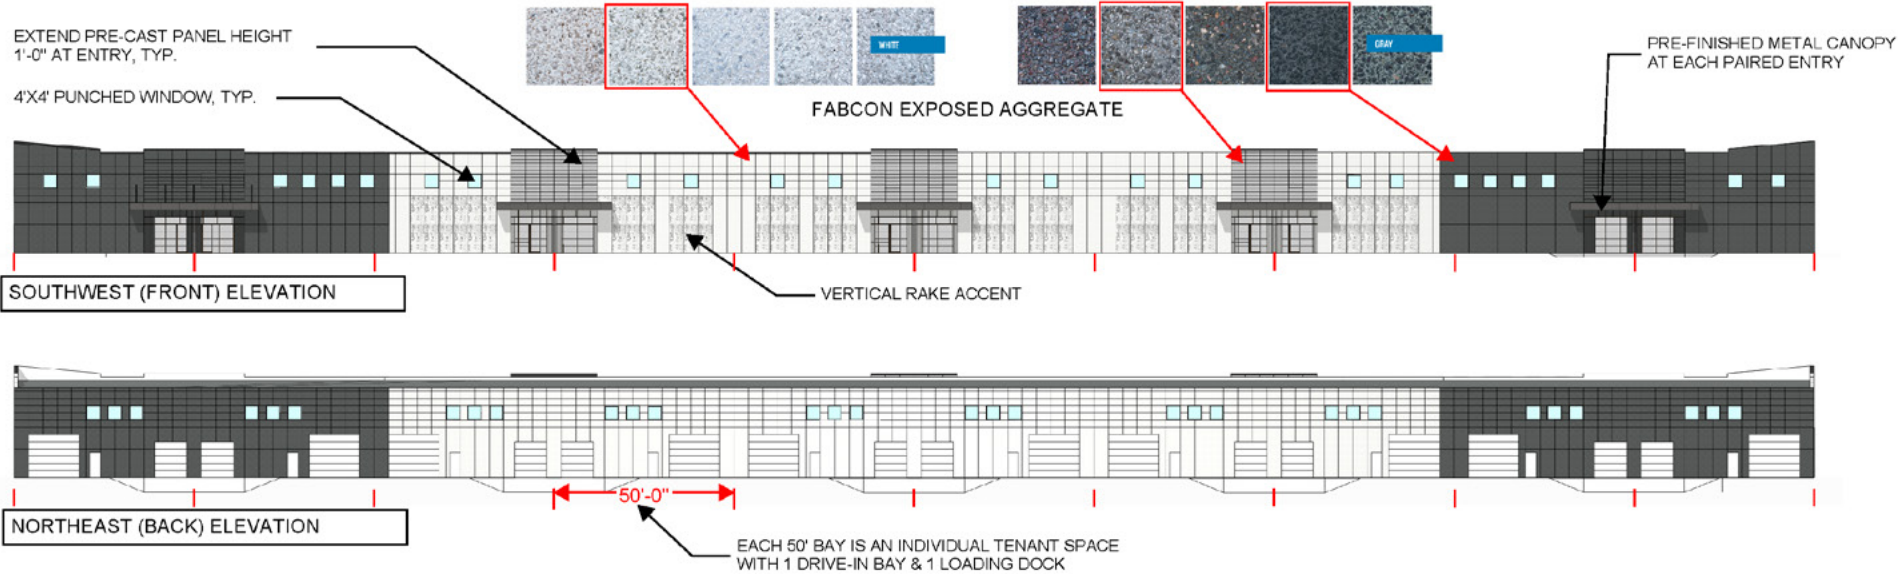 EXTEND PRE-CAST PANEL HEIGHT
1'-0" AT ENTRY, TYP.
4'X4' PUNCHED WINDOW, TYP.
WHITE
GRAY
FABCON EXPOSED AGGREGATE
PRE-FINISHED METAL CANOPY
AT EACH PAIRED ENTRY
VERTICAL RAKE ACCENT
SOUTHWEST (FRONT) ELEVATION
50'-0"
NORTHEAST (BACK) ELEVATION
EACH 50' BAY IS AN INDIVIDUAL TENANT SPACE
WITH 1 DRIVE-IN BAY & 1 LOADING DOCK